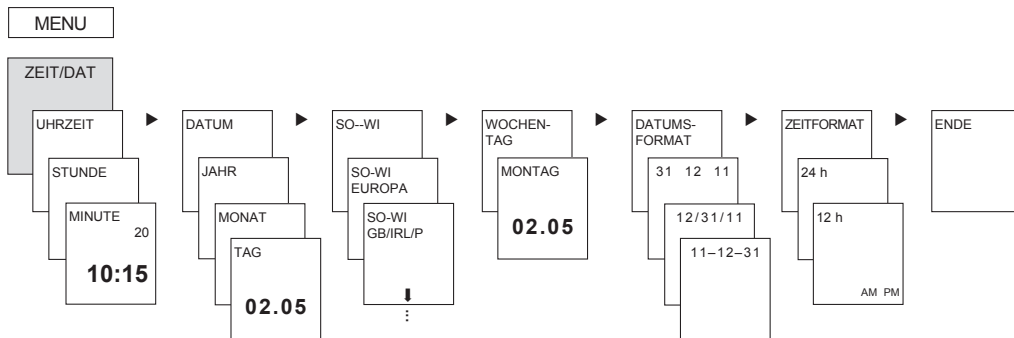 MENU
ZEIT/DAT
UHRZEIT
STUNDE
MINUTE
20
10:15
DATUM
JAHR
MONAT
TAG
02.05
SO--WI
SO-WI
EUROPA
SO-WI
GB/IRL/P
WOCHEN-
TAG
MONTAG
02.05
DATUMS-
FORMAT
31 12 11
12/31/11
11–12–31
ZEITFORMAT
24 h
12 h
AM PM
ENDE